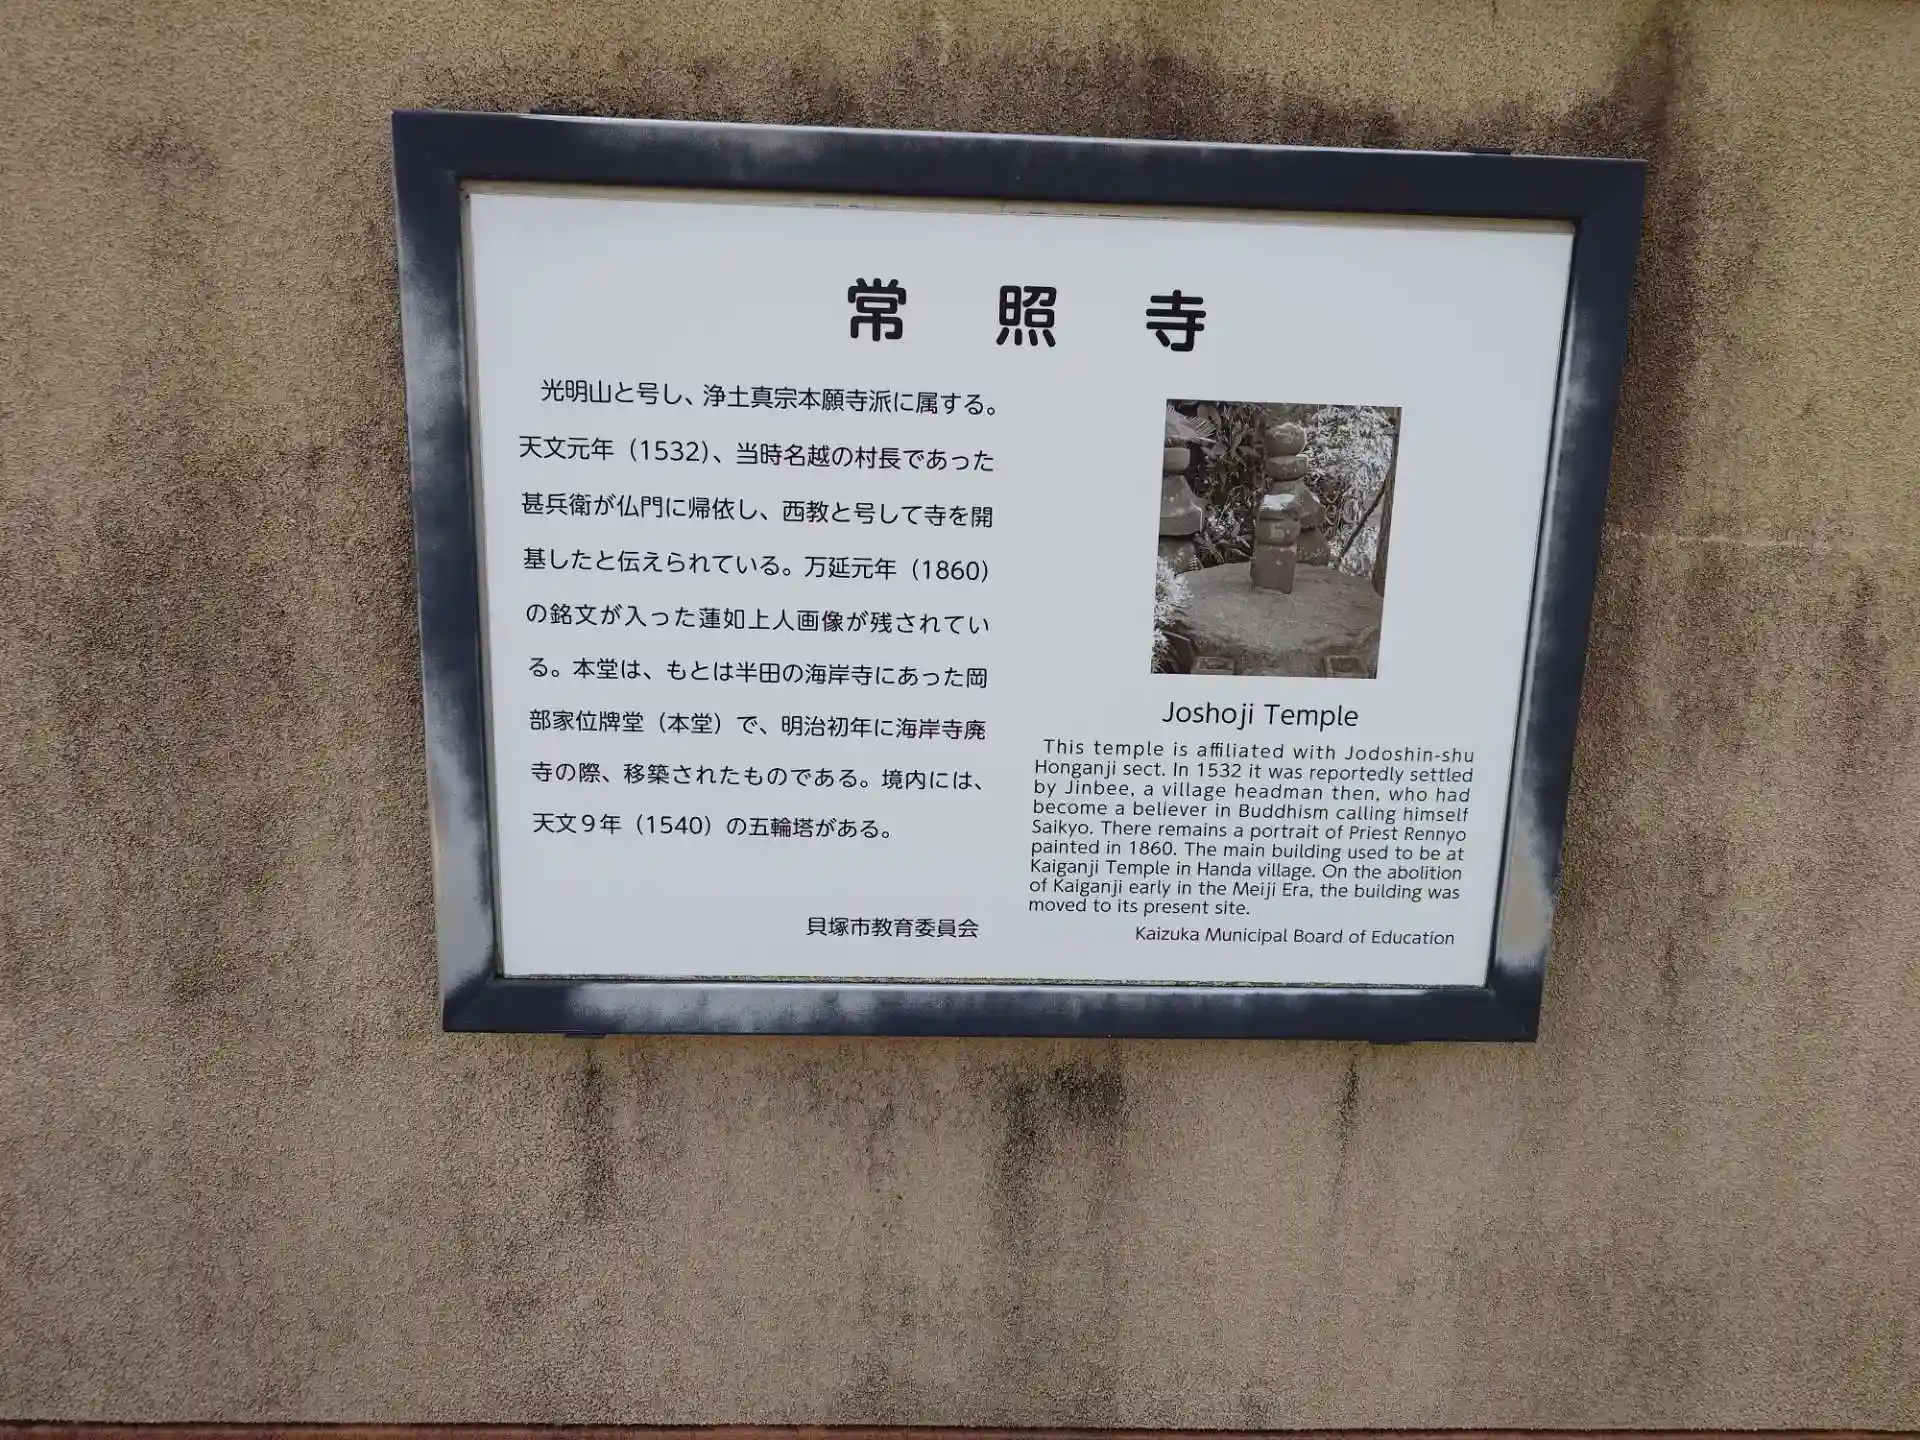 常照寺
光明山と号し、浄土真宗本願寺派に属する。
天文元年（1532）、当時名越の村長であった
甚兵衛が仏門に帰依し、西教と号して寺を開
基したと伝えられている。万延元年（1860）
の銘文が入った蓮如上人画像が残されてい
る。本堂は、もとは半田の海岸寺にあった岡
部家位牌堂（本堂）で、明治初年に海岸寺廃
寺の際、移築されたものである。境内には、
天文９年（1540）の五輪塔がある。
貝塚市教育委員会
Joshoji Temple
This temple is affiliated with Jodoshin-shu
Honganji sect. In 1532 it was reportedly settled
by Jinbee, a village headman then, who had
become a believer in Buddhism calling himself
Saikyo. There remains a portrait of Priest Rennyo
painted in 1860. The main building used to be at
Kaiganji Temple in Handa village. On the abolition
of Kaiganji early in the Meiji Era, the building was
moved to its present site.
Kaizuka Municipal Board of Education